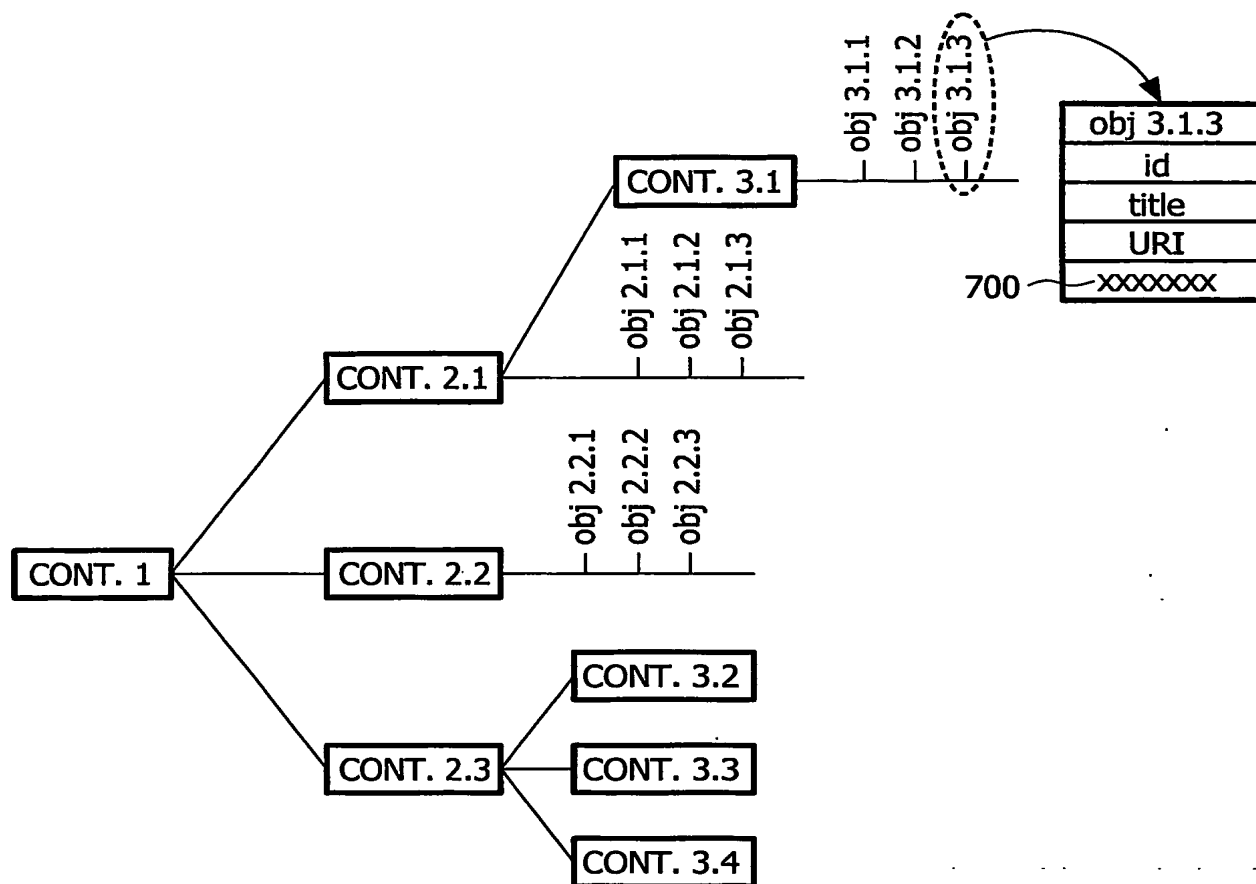 obj 3.1.1
obj 3.1.2
obj 3.1.3
obj 3.1.3
id
title
URI
700
XXXXXXX
CONT. 3.1
obj 2.1.1
obj 2.1.2
obj 2.1.3
CONT. 2.1
obj 2.2.1
obj 2.2.2
obj 2.2.3
CONT. 1
CONT. 2.2
CONT. 3.2
CONT. 2.3
CONT. 3.3
CONT. 3.4